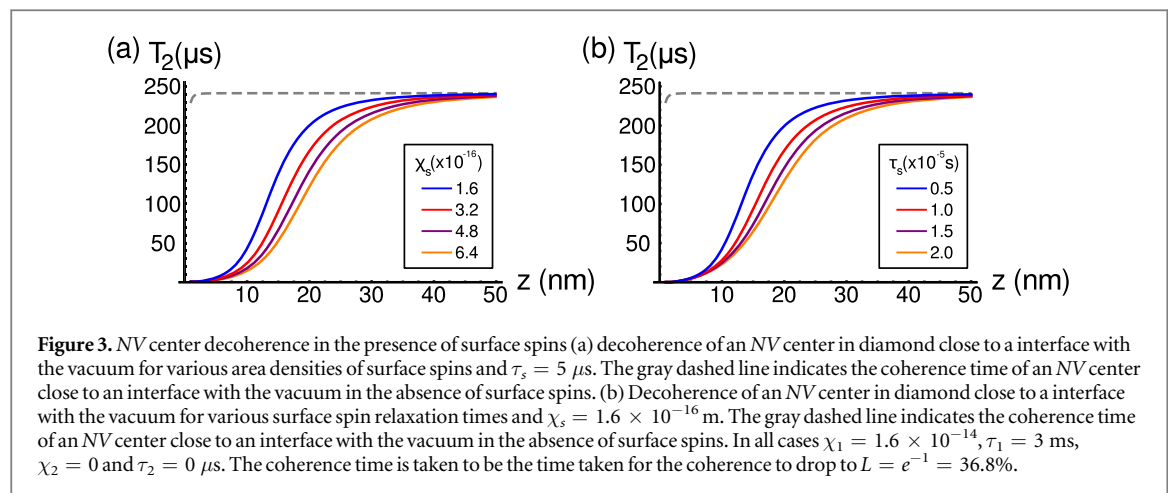 (a) T₂(μs)
250
200
150
100
50
10 20 30 40 50 z (nm)
χₛ(x10⁻¹⁶)
1.6
3.2
4.8
6.4
(b) T₂(μs)
250
200
150
100
50
10 20 30 40 50 z (nm)
τₛ(x10⁻⁵s)
0.5
1.0
1.5
2.0
Figure 3. NV center decoherence in the presence of surface spins (a) decoherence of an NV center in diamond close to a interface with
the vacuum for various area densities of surface spins and τₛ = 5 μs. The gray dashed line indicates the coherence time of an NV center
close to an interface with the vacuum in the absence of surface spins. (b) Decoherence of an NV center in diamond close to a interface
with the vacuum for various surface spin relaxation times and χₛ = 1.6 × 10⁻¹⁶ m. The gray dashed line indicates the coherence time
of an NV center close to an interface with the vacuum in the absence of surface spins. In all cases χ₁ = 1.6 × 10⁻¹⁴, τ₁ = 3 ms,
χ₂ = 0 and τ₂ = 0 μs. The coherence time is taken to be the time taken for the coherence to drop to L = e⁻¹ = 36.8%.